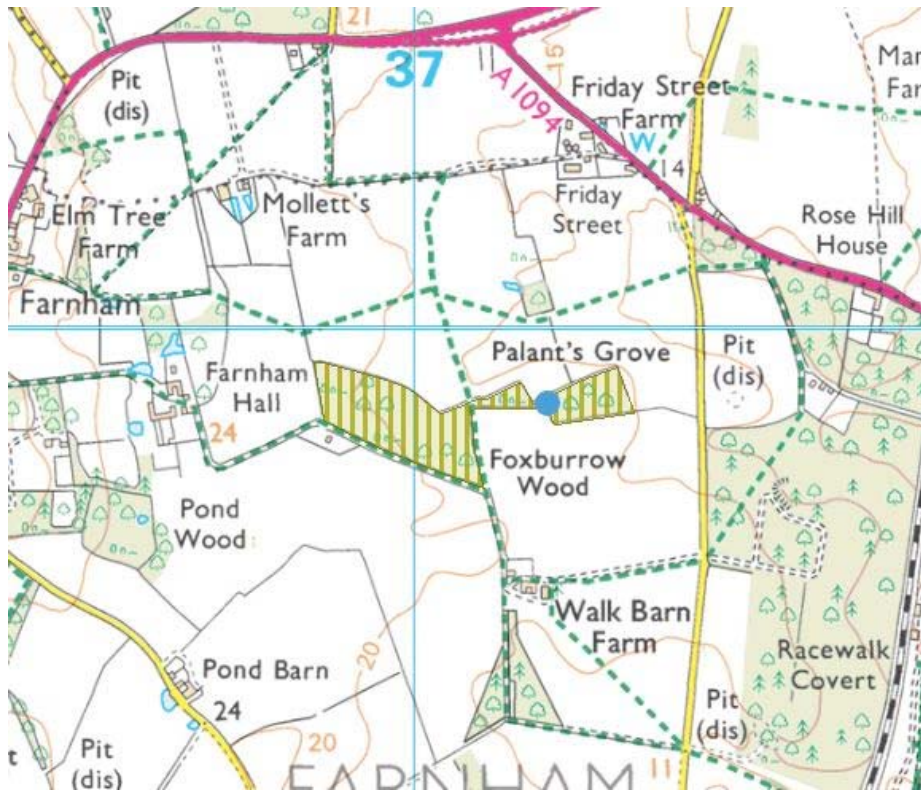 21
37
15
A 1094
Pit
(dis)
Friday Street
Farm
W
14
Friday
Street
Mollett's
Farm
Elm Tree
Farm
Rose Hill
House
Farnham
Farnham
Hall
Palant's Grove
Pit
(dis)
24
Foxburrow
Wood
Pond
Wood
Walk Barn
Farm
Pond Barn
20
24
Racewalk
Covert
Pit
(dis)
20
11
Pit
(dis)
FARNHAM